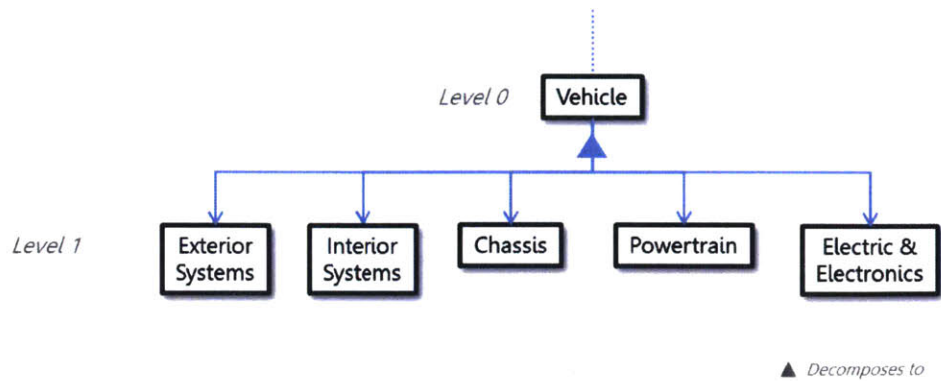 Level 0
Vehicle
Level 1
Exterior
Systems
Interior
Systems
Chassis
Powertrain
Electric &
Electronics
▲ Decomposes to